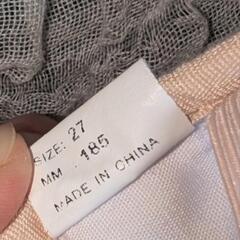 SIZE: 27
MM . 185
MADE IN CHINA